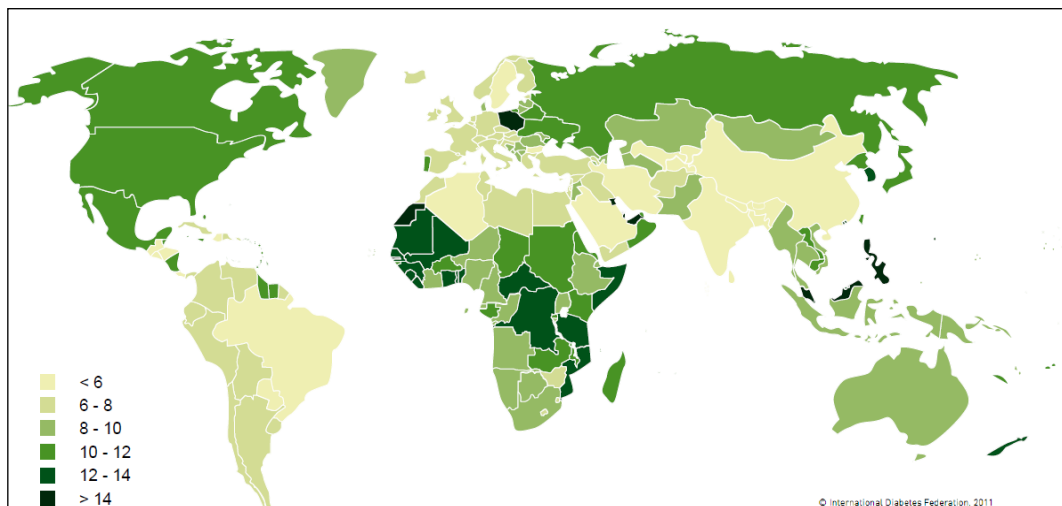 < 6
6 - 8
8 - 10
10 - 12
12 - 14
> 14
© International Diabetes Federation, 2011